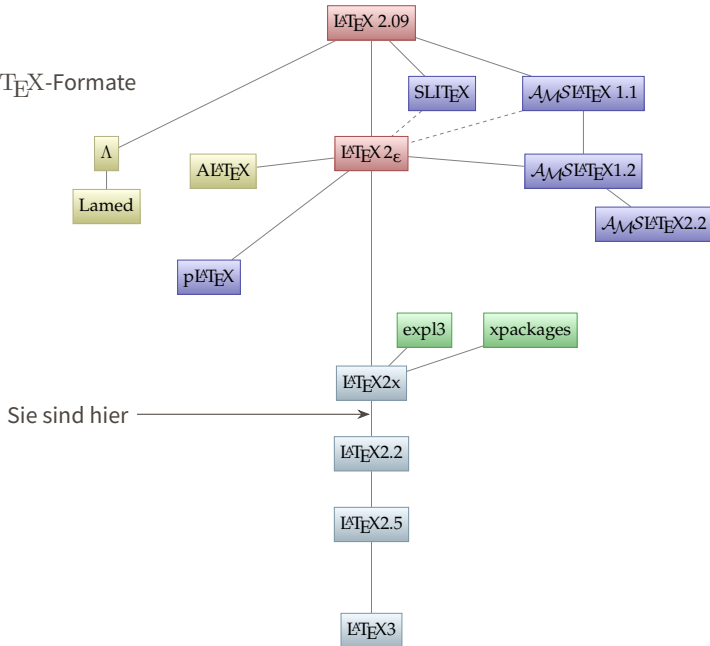 LATEX 2.09
TEX-Formate
SLITEX
AMSLATEX 1.1
Λ
ALATEX
LATEX 2ε
AMSLATEX1.2
Lamed
AMSLATEX2.2
pLATEX
expl3
xpackages
LATEX2x
Sie sind hier
LATEX2.2
LATEX2.5
LATEX3